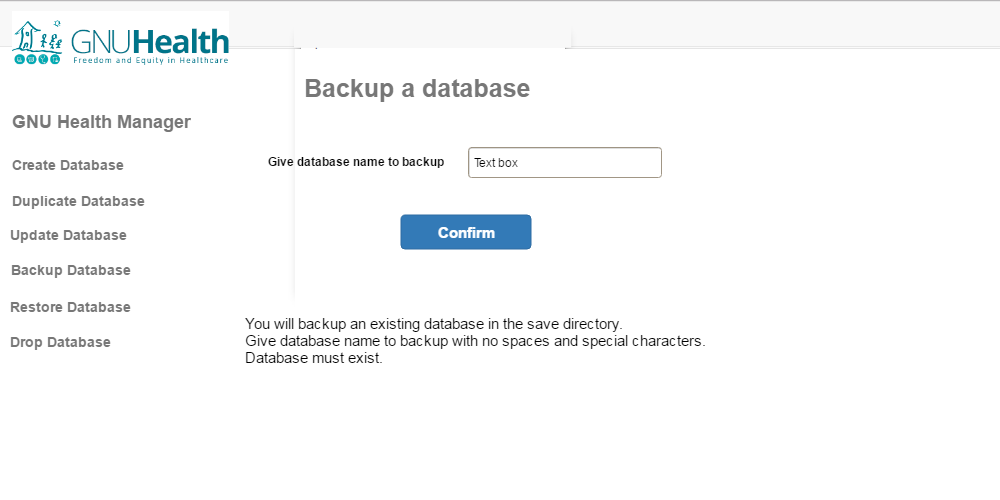 GNUHealth
Freedom and Equity in Healthcare
Backup a database
GNU Health Manager
Create Database
Duplicate Database
Update Database
Backup Database
Restore Database
Drop Database
Give database name to backup
Text box
Confirm
You will backup an existing database in the save directory.
Give database name to backup with no spaces and special characters.
Database must exist.